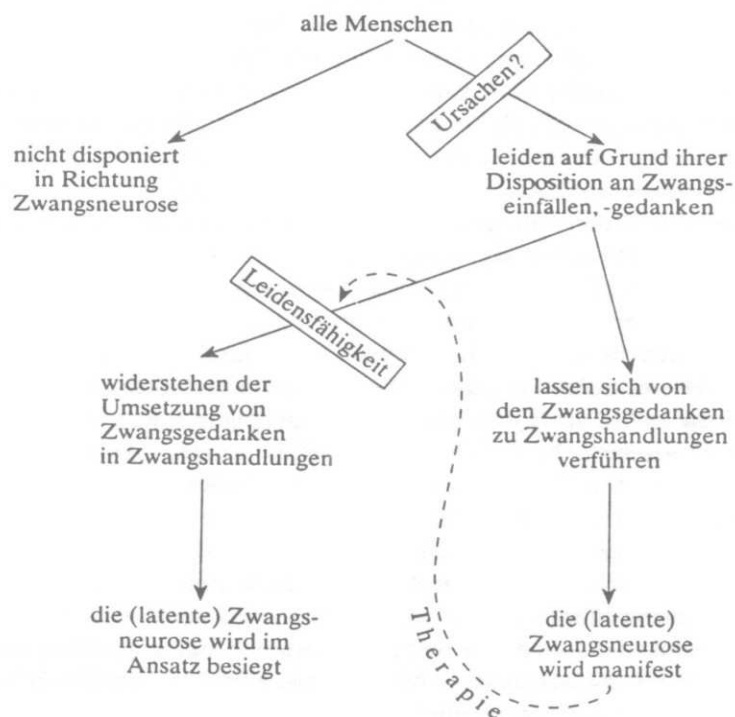 alle Menschen
Ursachen?
nicht disponiert
in Richtung
Zwangsneurose
leiden auf Grund ihrer
Disposition an Zwangs-
einfällen, -gedanken
Leidensfähigkeit
widerstehen der
Umsetzung von
Zwangsgedanken
in Zwangshandlungen
lassen sich von
den Zwangsgedanken
zu Zwangshandlungen
verführen
die (latente) Zwangs-
neurose wird im
Ansatz besiegt
Therapie
die (latente)
Zwangsneurose
wird manifest